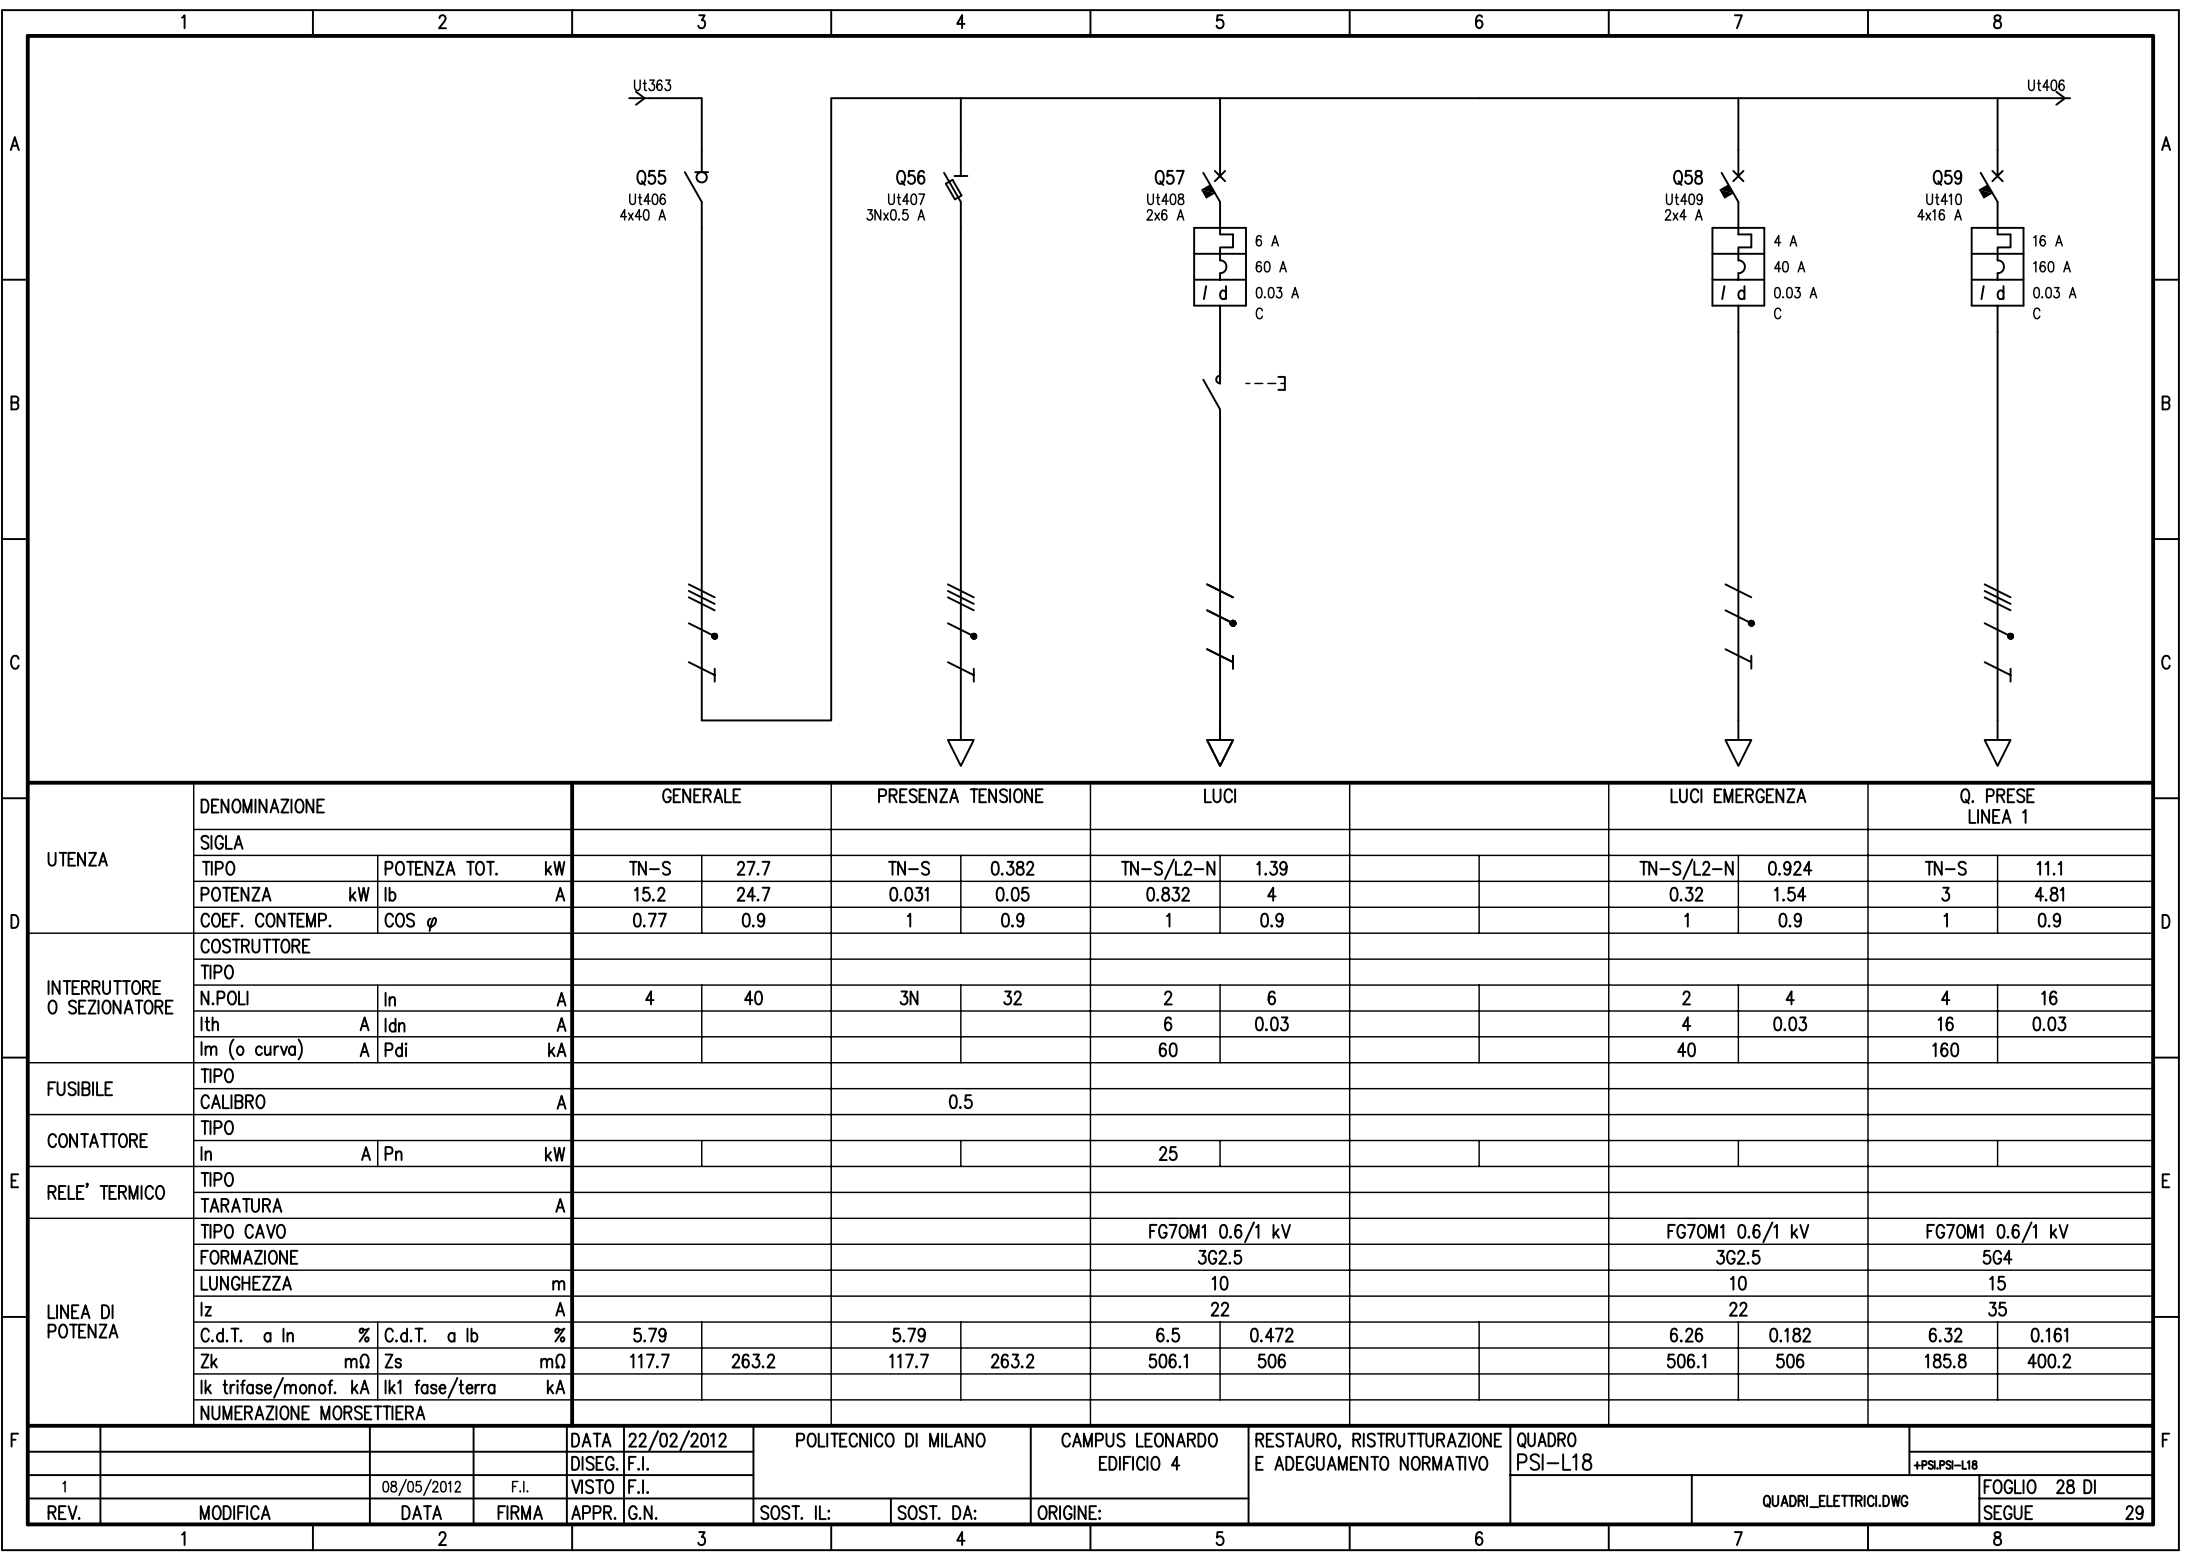 1 2 3 4 5 6 7 8
Ut363 Ut406
A A
Q55 Q56 Q57 Q58 Q59
Ut406 Ut407 Ut408 Ut409 Ut410
4x40 A 3Nx0.5 A 2x6 A 2x4 A 4x16 A
6 A 4 A 16 A
60 A 40 A 160 A
I d 0.03 A I d 0.03 A I d 0.03 A
C C C
B B
C C
UTENZA
DENOMINAZIONE GENERALE PRESENZA TENSIONE LUCI LUCI EMERGENZA Q. PRESE
LINEA 1
SIGLA
TIPO POTENZA TOT. kW TN-S 27.7 TN-S 0.382 TN-S/L2-N 1.39 TN-S/L2-N 0.924 TN-S 11.1
POTENZA kW Ib A 15.2 24.7 0.031 0.05 0.832 4 0.32 1.54 3 4.81
D COEF. CONTEMP. COS φ 0.77 0.9 1 0.9 1 0.9 1 0.9 1 0.9 D
INTERRUTTORE
O SEZIONATORE
COSTRUTTORE
TIPO
N.POLI In A 4 40 3N 32 2 6 2 4 4 16
Ith A Idn A 6 0.03 4 0.03 16 0.03
Im (o curva) A Pdi kA 60 40 160
FUSIBILE
TIPO
CALIBRO A 0.5
CONTATTORE
TIPO
In A Pn kW 25
E RELE' TERMICO E
TIPO
TARATURA A
LINEA DI
POTENZA
TIPO CAVO FG7OM1 0.6/1 kV FG7OM1 0.6/1 kV FG7OM1 0.6/1 kV
FORMAZIONE 3G2.5 3G2.5 5G4
LUNGHEZZA m 10 10 15
Iz A 22 22 35
C.d.T. a In % C.d.T. a Ib % 5.79 5.79 6.5 0.472 6.26 0.182 6.32 0.161
Zk mΩ Zs mΩ 117.7 263.2 117.7 263.2 506.1 506 506.1 506 185.8 400.2
Ik trifase/monof. kA Ik1 fase/terra kA
NUMERAZIONE MORSETTIERA
F F
DATA 22/02/2012 POLITECNICO DI MILANO CAMPUS LEONARDO RESTAURO, RISTRUTTURAZIONE QUADRO
DISEG. F.I. EDIFICIO 4 E ADEGUAMENTO NORMATIVO PSI-L18 +PSI.PSI-L18
1 08/05/2012 F.I. VISTO F.I. QUADRI_ELETTRICI.DWG FOGLIO 28 DI
REV. MODIFICA DATA FIRMA APPR. G.N. SOST. IL: SOST. DA: ORIGINE: SEGUE 29
1 2 3 4 5 6 7 8